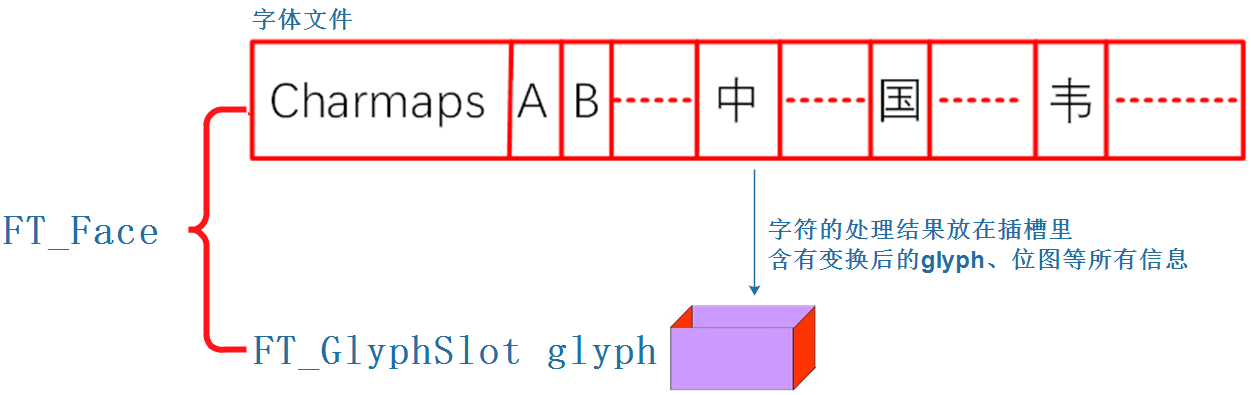 字体文件
Charmaps A B 中 国 韦
FT_Face
字符的处理结果放在插槽里
含有变换后的glyph、位图等所有信息
FT_GlyphSlot glyph